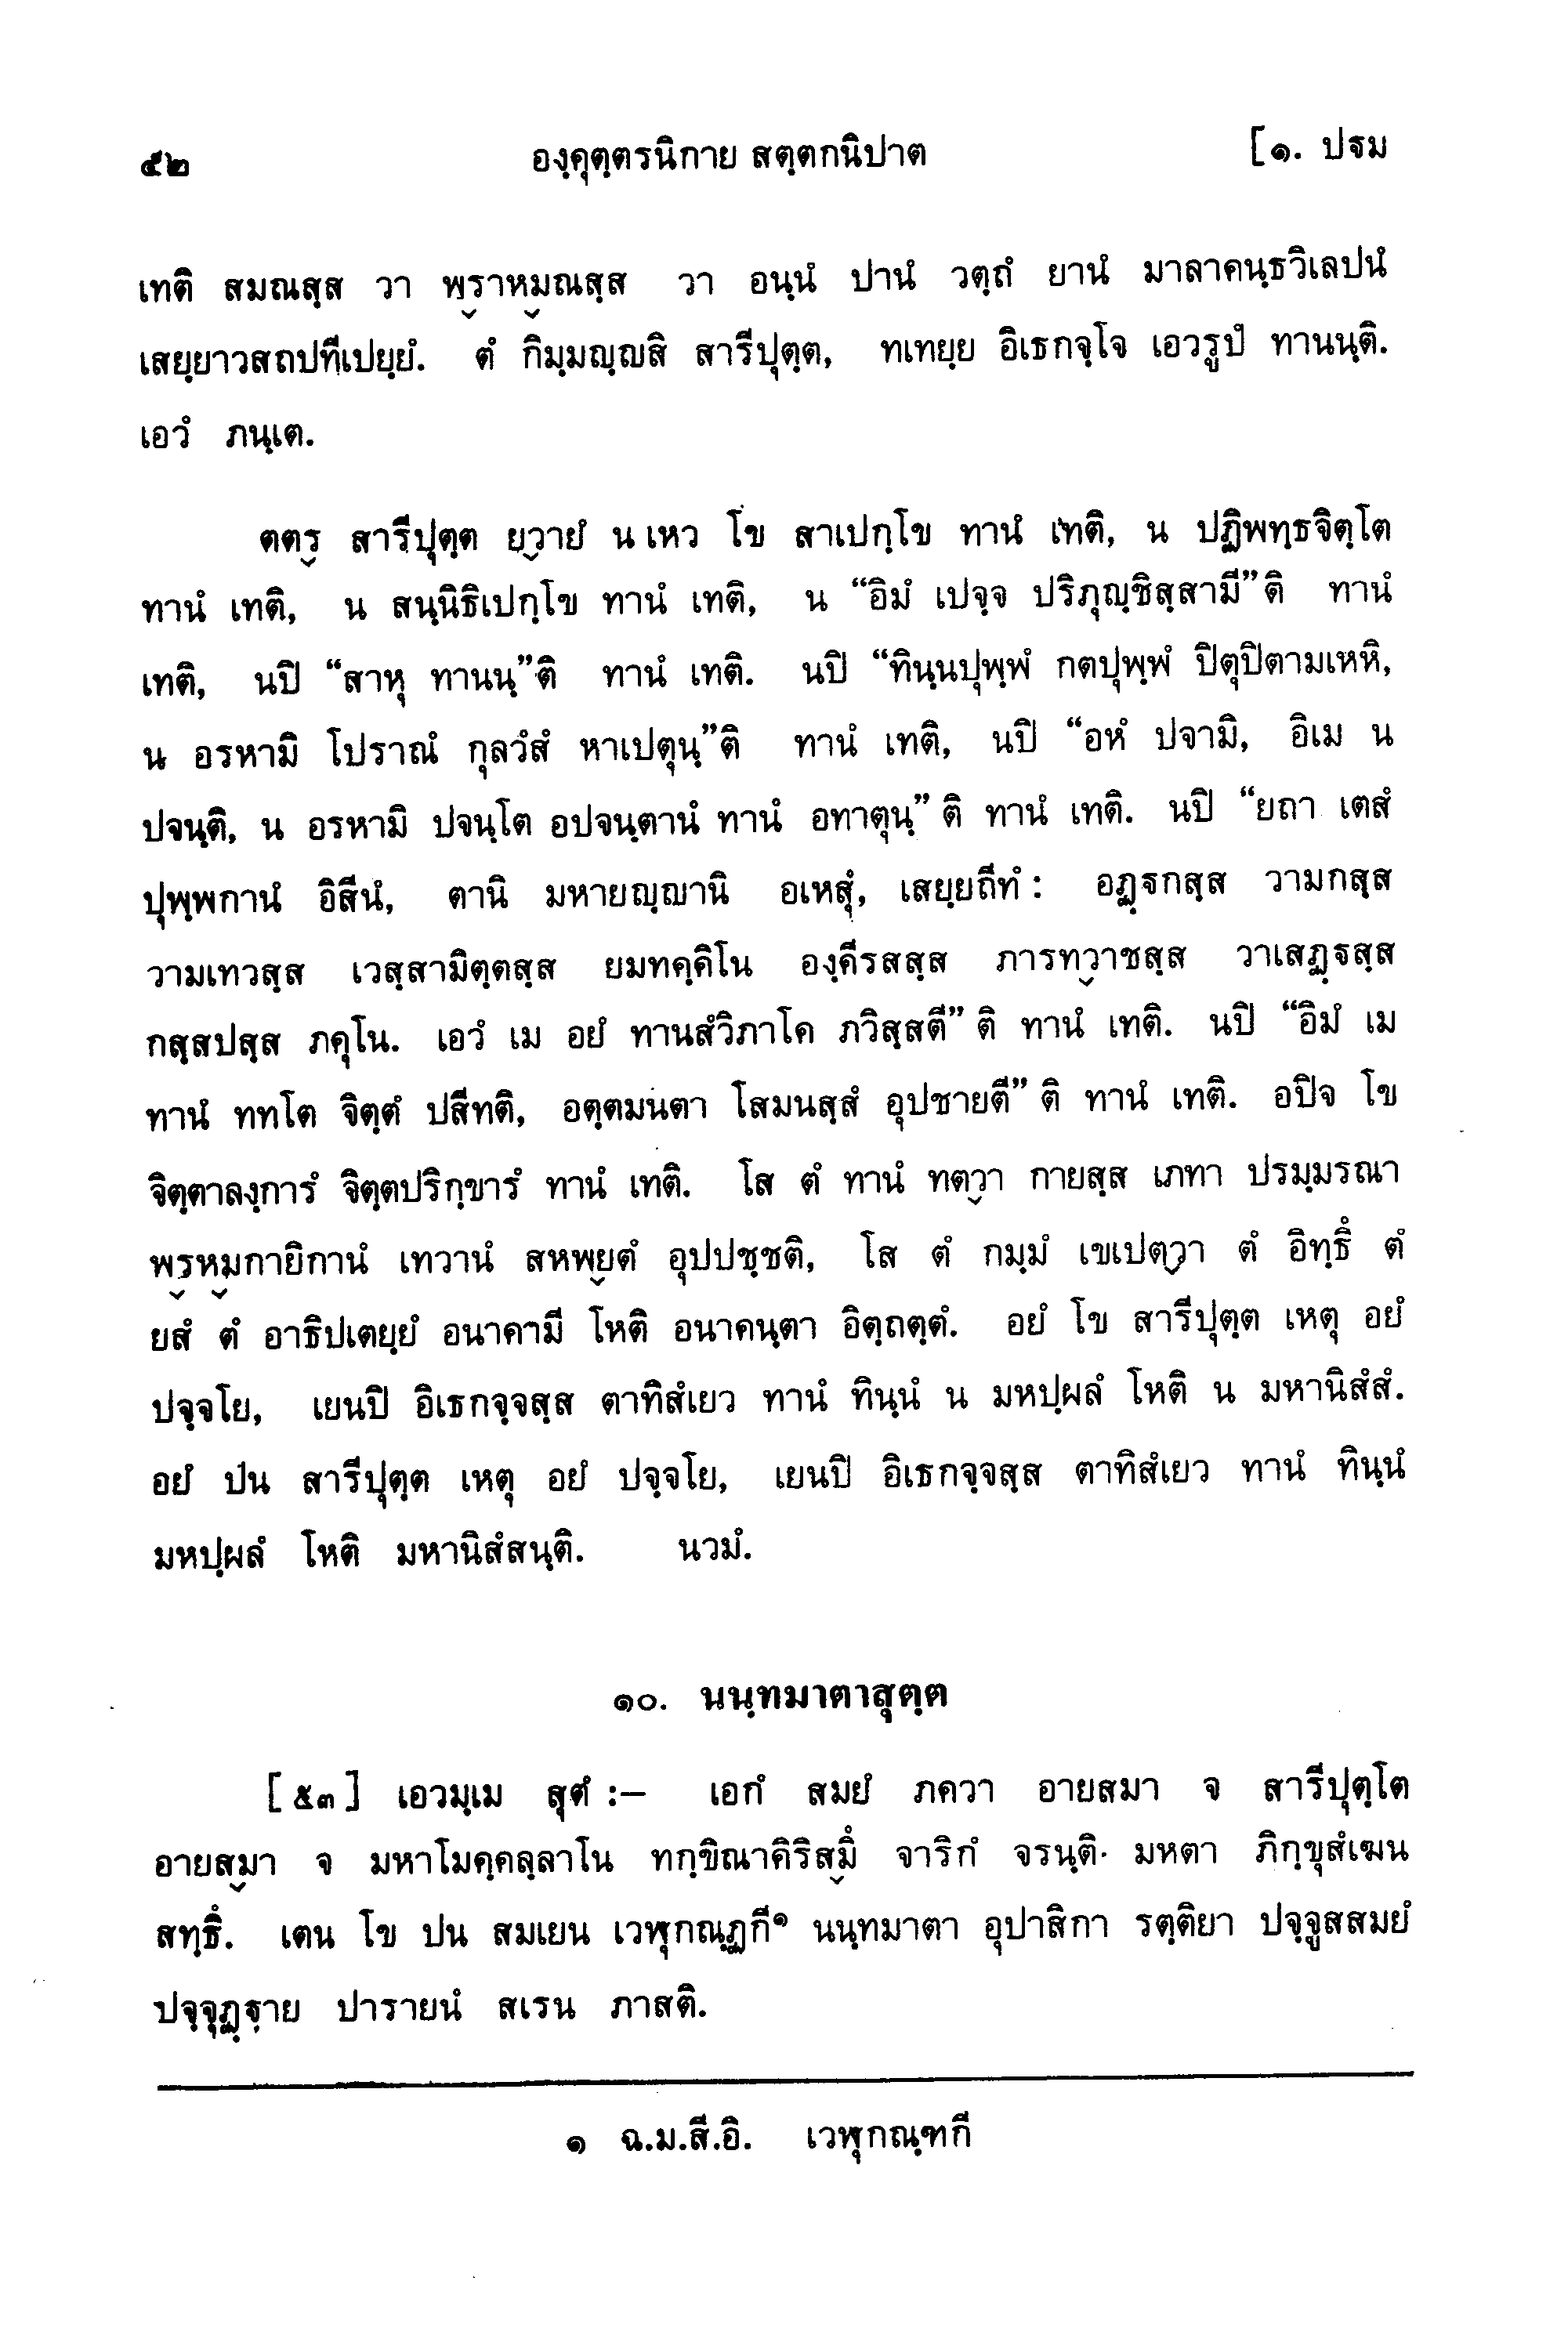 ๕๒ องฺคุตฺตรนิกาย สตฺตกนิปาต [๑. ปฐม
เทติ สมณสฺส วา พฺราหฺมณสฺส วา อนฺนํ ปานํ วตฺถํ ยานํ มาลาคนฺธวิเลปนํ
เสยฺยาวสถปทีเปยฺยํ. ตํ กิมฺมญฺญสิ สารีปุตฺต, ทเทยฺย อิเธกจฺโจ เอวรูปํ ทานนฺติ.
เอวํ ภนฺเต.
ตตฺร สารีปุตฺต ยฺวายํ น เหว โข สาเปกฺโข ทานํ เทติ, น ปฏิพทฺธจิตฺโต
ทานํ เทติ, น สนฺนิธิเปกฺโข ทานํ เทติ, น “อิมํ เปจฺจ ปริภุญฺชิสฺสามี”ติ ทานํ
เทติ, นปิ “สาหุ ทานนฺ”ติ ทานํ เทติ. นปิ “ทินฺนปุพฺพํ กตปุพฺพํ ปิตุปิตามเหหิ,
น อรหามิ โปราณํ กุลวํสํ หาเปตุนฺ”ติ ทานํ เทติ, นปิ “อหํ ปจามิ, อิเม น
ปจนฺติ, น อรหามิ ปจนฺโต อปจนฺตานํ ทานํ อทาตุนฺ” ติ ทานํ เทติ. นปิ “ยถา เตสํ
ปุพฺพกานํ อิสีนํ, ตานิ มหายญฺญานิ อเหสุํ, เสยฺยถีทํ : อฏฺฐกสฺส วามกสฺส
วามเทวสฺส เวสฺสามิตฺตสฺส ยมทคฺคิโน องฺคีรสสฺส ภารทฺวาชสฺส วาเสฏฺฐสฺส
กสฺสปสฺส ภคุโน. เอวํ เม อยํ ทานสํวิภาโค ภวิสฺสตี” ติ ทานํ เทติ. นปิ “อิมํ เม
ทานํ ททโต จิตฺตํ ปสีทติ, อตฺตมนตา โสมนสฺสํ อุปชายตี” ติ ทานํ เทติ. อปิจ โข
จิตฺตาลงฺการํ จิตฺตปริกฺขารํ ทานํ เทติ. โส ตํ ทานํ ทตฺวา กายสฺส เภทา ปรมฺมรณา
พฺรหฺมกายิกานํ เทวานํ สหพฺยตํ อุปปชฺชติ, โส ตํ กมฺมํ เขเปตฺวา ตํ อิทฺธึ ตํ
ยสํ ตํ อาธิปเตยฺยํ อนาคามี โหติ อนาคนฺตา อิตฺถตฺตํ. อยํ โข สารีปุตฺต เหตุ อยํ
ปจฺจโย, เยนปิ อิเธกจฺจสฺส ตาทิสํเยว ทานํ ทินฺนํ น มหปฺผลํ โหติ น มหานิสํสํ.
อยํ ปน สารีปุตฺต เหตุ อยํ ปจฺจโย, เยนปิ อิเธกจฺจสฺส ตาทิสํเยว ทานํ ทินฺนํ
มหปฺผลํ โหติ มหานิสํสนฺติ. นวมํ.
๑๐. นนฺทมาตาสุตฺต
[ ๕๓ ] เอวมฺเม สุตํ :– เอกํ สมยํ ภควา อายสมา จ สารีปุตฺโต
อายสฺมา จ มหาโมคฺคลฺลาโน ทกฺขิณาคิริสฺมึ จาริกํ จรนฺติ มหตา ภิกฺขุสํเฆน
สทฺธึ. เตน โข ปน สมเยน เวฬุกณฺฏกี๑ นนฺทมาตา อุปาสิกา รตฺติยา ปจฺจูสสมยํ
ปจฺจุฏฺฐาย ปารายนํ สเรน ภาสติ.
๑ ฉ.ม.สี.อิ. เวฬุกณฺฑกี